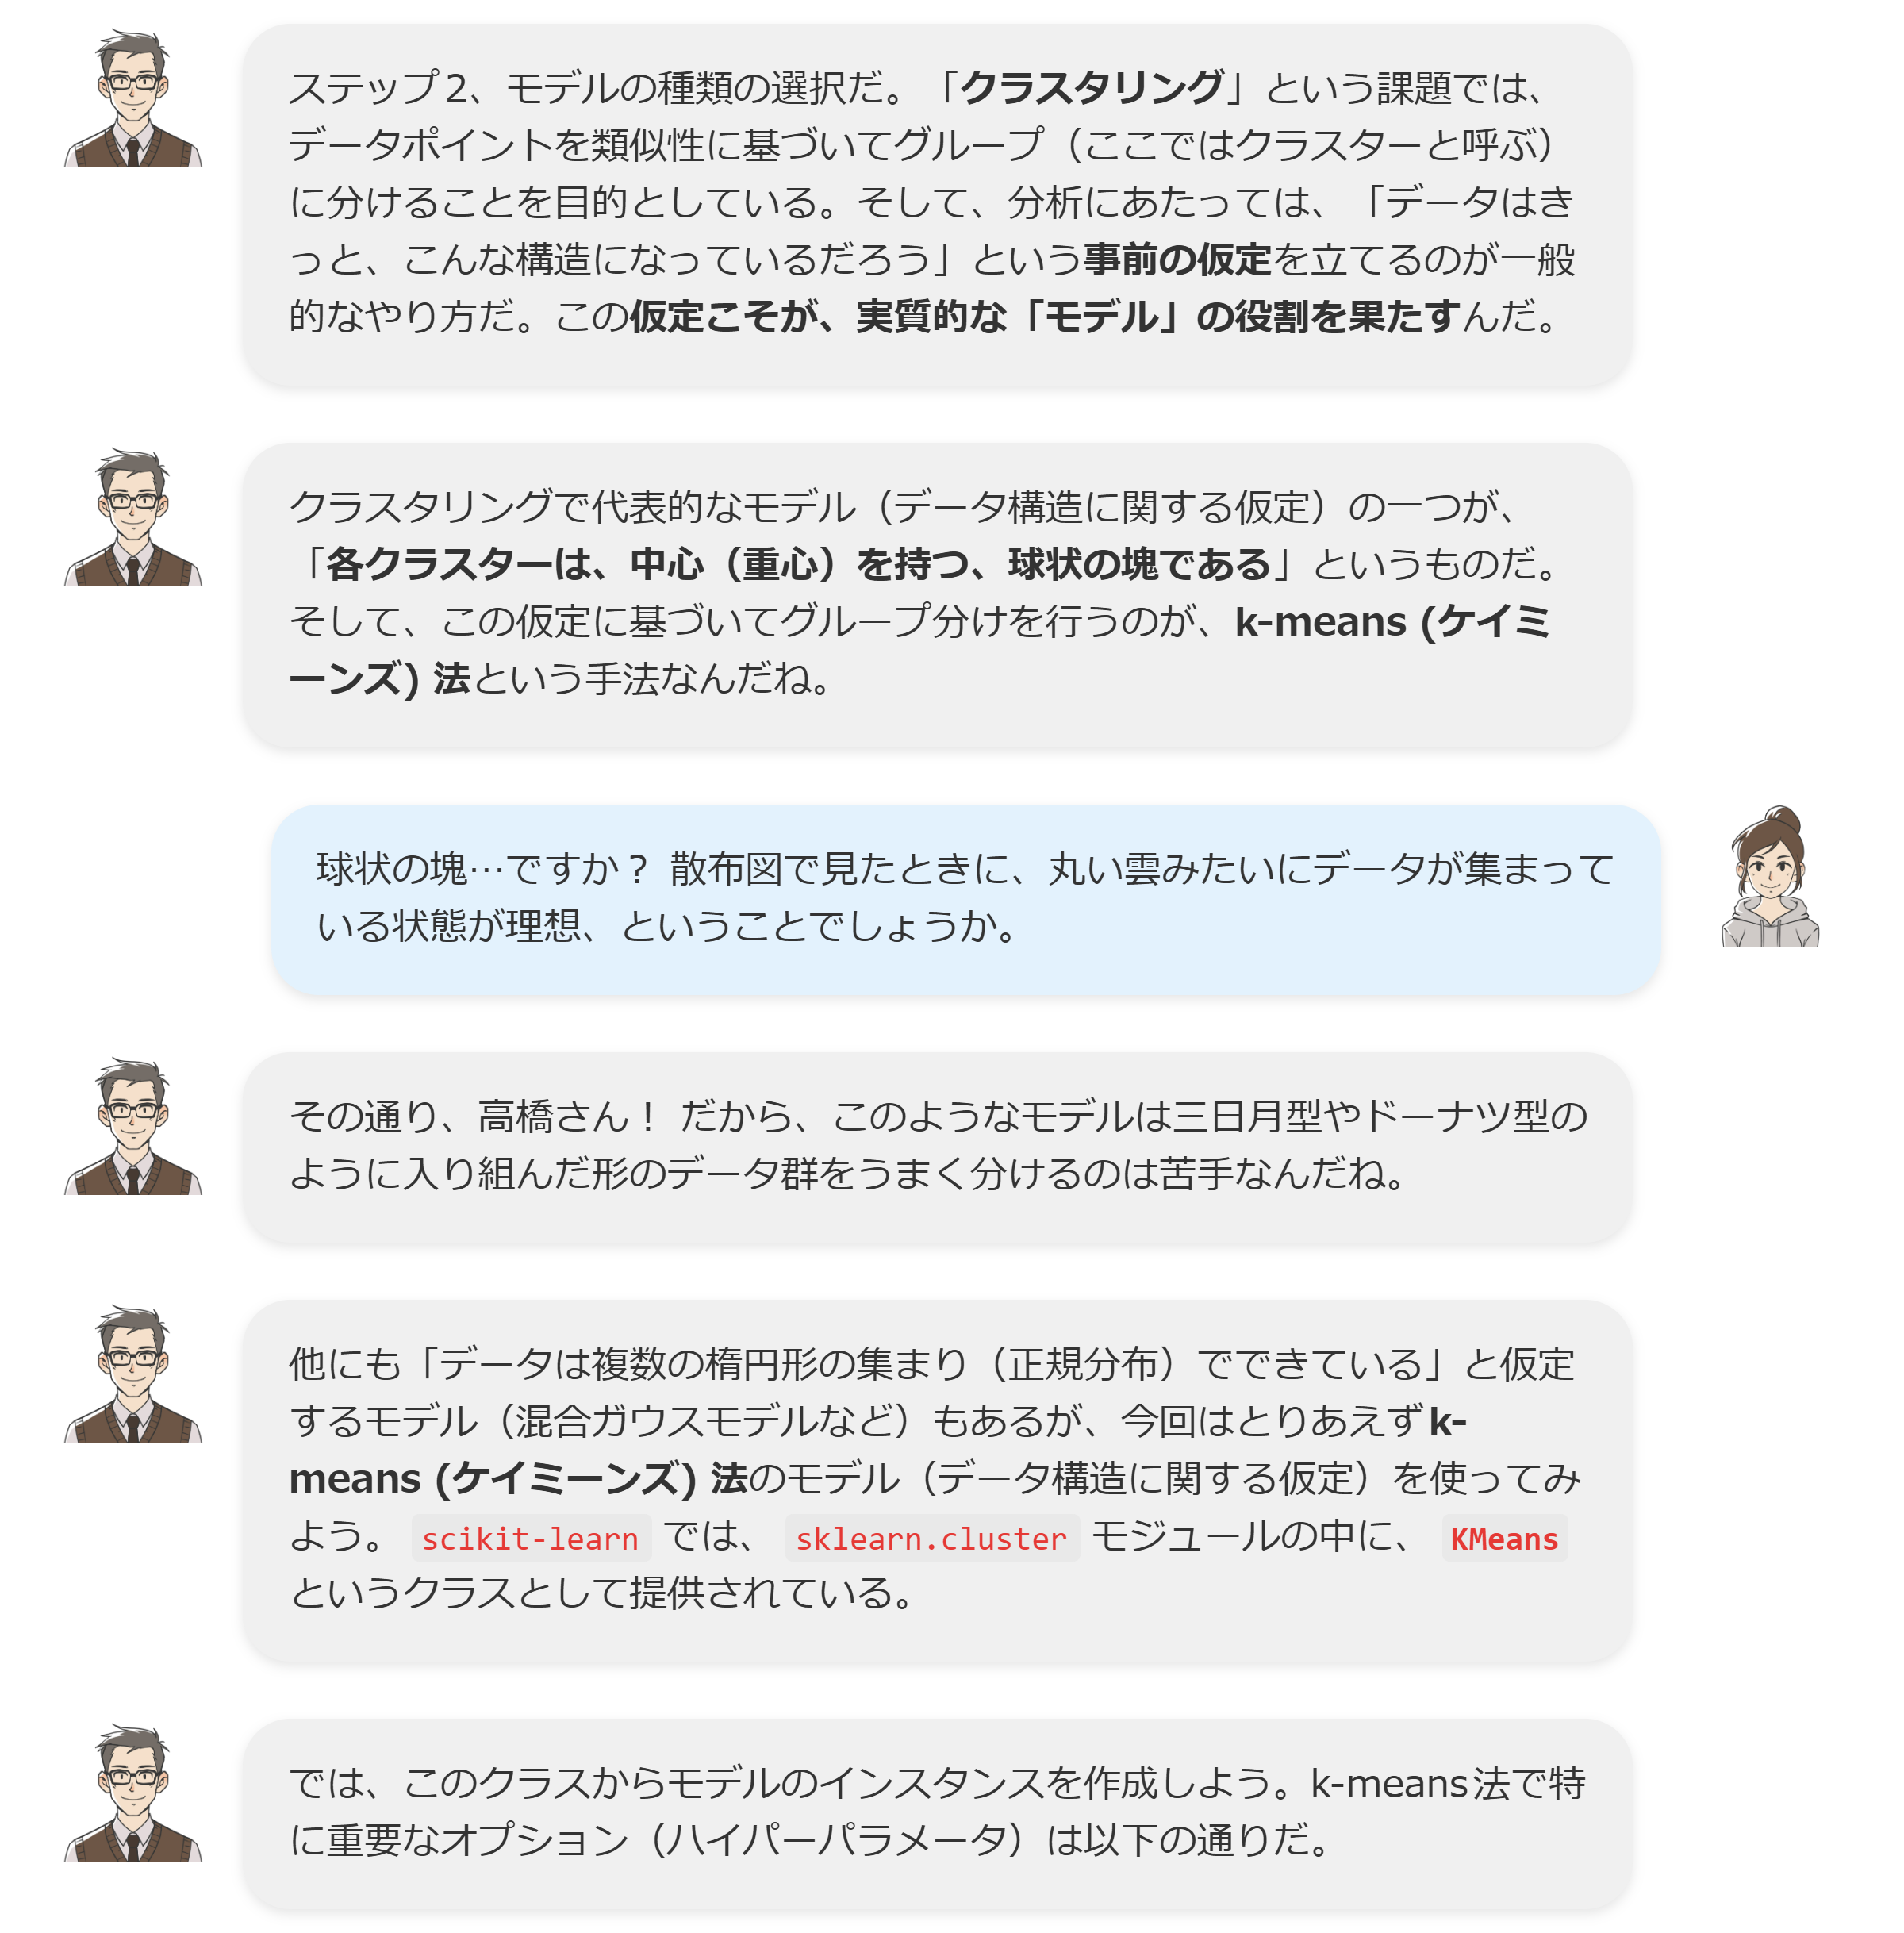 ステップ2、モデルの種類の選択だ。「クラスタリング」という課題では、
データポイントを類似性に基づいてグループ（ここではクラスターと呼ぶ）
に分けることを目的としている。そして、分析にあたっては、「データはき
っと、こんな構造になっているだろう」という事前の仮定を立てるのが一般
的なやり方だ。この仮定こそが、実質的な「モデル」の役割を果たすんだ。
クラスタリングで代表的なモデル（データ構造に関する仮定）の一つが、
「各クラスターは、中心（重心）を持つ、球状の塊である」というものだ。
そして、この仮定に基づいてグループ分けを行うのが、k-means (ケイミ
ーンズ) 法という手法なんだね。
球状の塊…ですか？ 散布図で見たときに、丸い雲みたいにデータが集まって
いる状態が理想、ということでしょうか。
その通り、高橋さん！ だから、このようなモデルは三日月型やドーナツ型の
ように入り組んだ形のデータ群をうまく分けるのは苦手なんだね。
他にも「データは複数の楕円形の集まり（正規分布）でできている」と仮定
するモデル（混合ガウスモデルなど）もあるが、今回はとりあえずk-
means (ケイミーンズ) 法のモデル（データ構造に関する仮定）を使ってみ
よう。 scikit-learn では、 sklearn.cluster モジュールの中に、 KMeans
というクラスとして提供されている。
では、このクラスからモデルのインスタンスを作成しよう。k-means法で特
に重要なオプション（ハイパーパラメータ）は以下の通りだ。